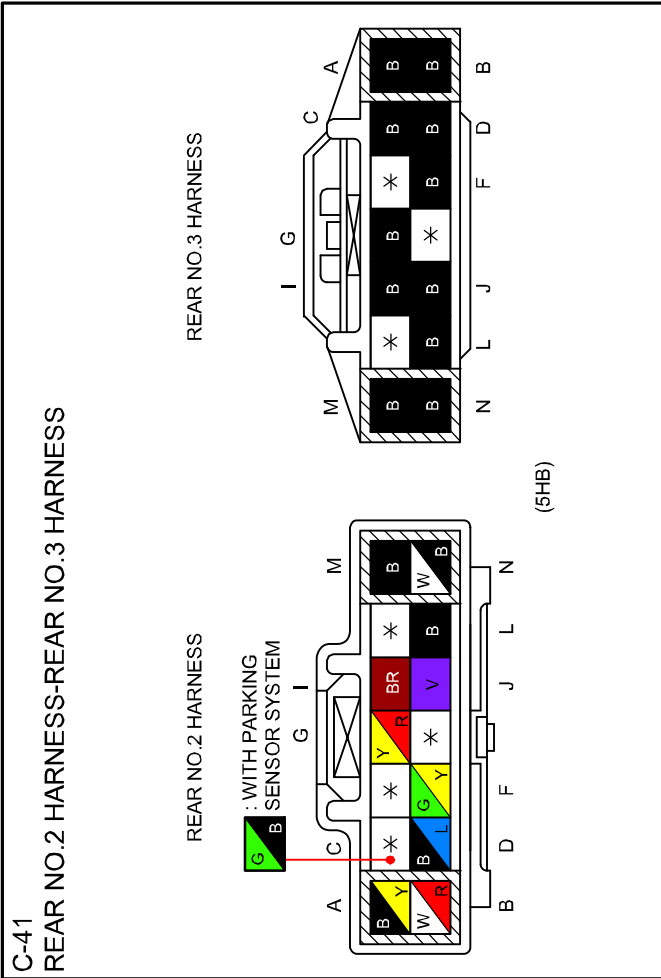 C-41
REAR NO.2 HARNESS-REAR NO.3 HARNESS
REAR NO.2 HARNESS
G B : WITH PARKING
SENSOR SYSTEM
G I
A C M
B Y * * Y R BR * B
W R B L G Y * V B W B
B D F J L N
(5HB)
REAR NO.3 HARNESS
I G
M C A
B * B B * B B
B B B * B B B
N L J F D B